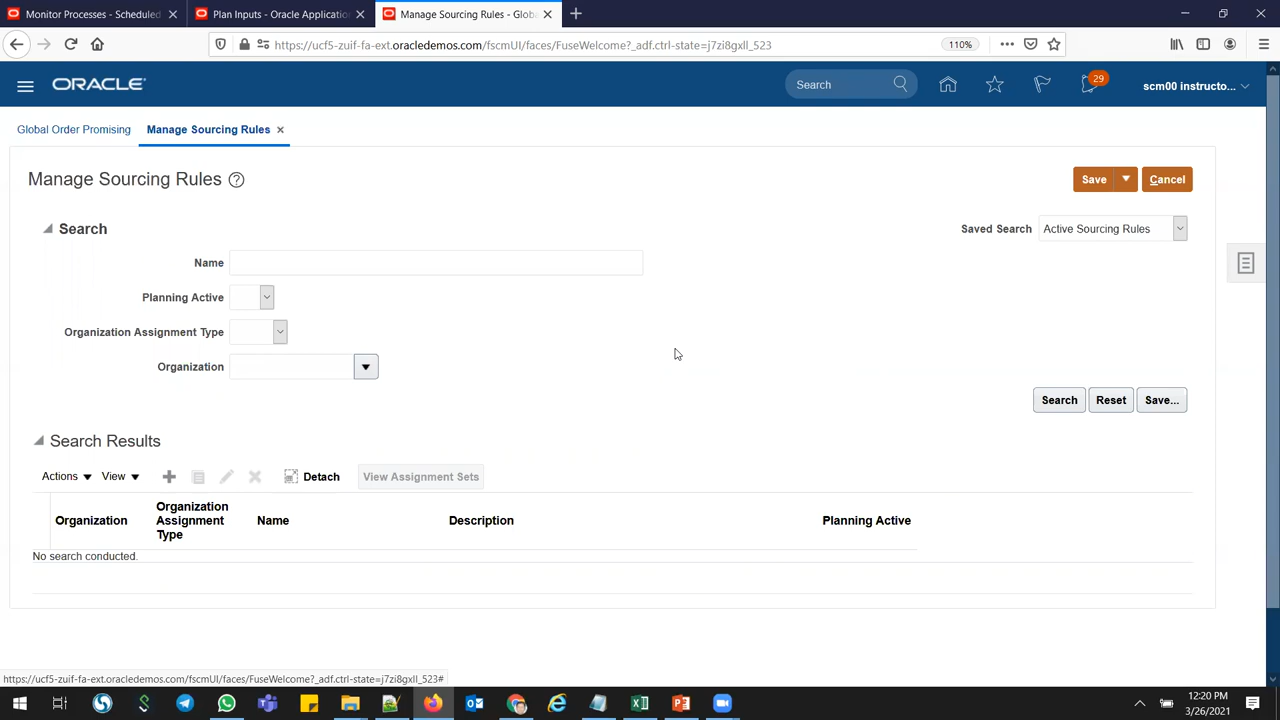 Monitor Processes - Scheduled
Plan Inputs - Oracle Application
Manage Sourcing Rules - Globa
https://ucf5-zuif-fa-ext.oracledemos.com/fscmUI/faces/FuseWelcome?_adf.ctrl-state=j7zi8gxll_523
110%
ORACLE
Search
29
scm00 instructo...
Global Order Promising
Manage Sourcing Rules
Manage Sourcing Rules
Save
Cancel
Search
Saved Search Active Sourcing Rules
Name
Planning Active
Organization Assignment Type
Organization
Search Reset Save...
Search Results
Actions View Detach View Assignment Sets
Organization
Organization Assignment Type
Name
Description
Planning Active
No search conducted.
https://ucf5-zuif-fa-ext.oracledemos.com/fscmUI/faces/FuseWelcome?_adf.ctrl-state=j7zi8gxll_523#
12:20 PM
3/26/2021